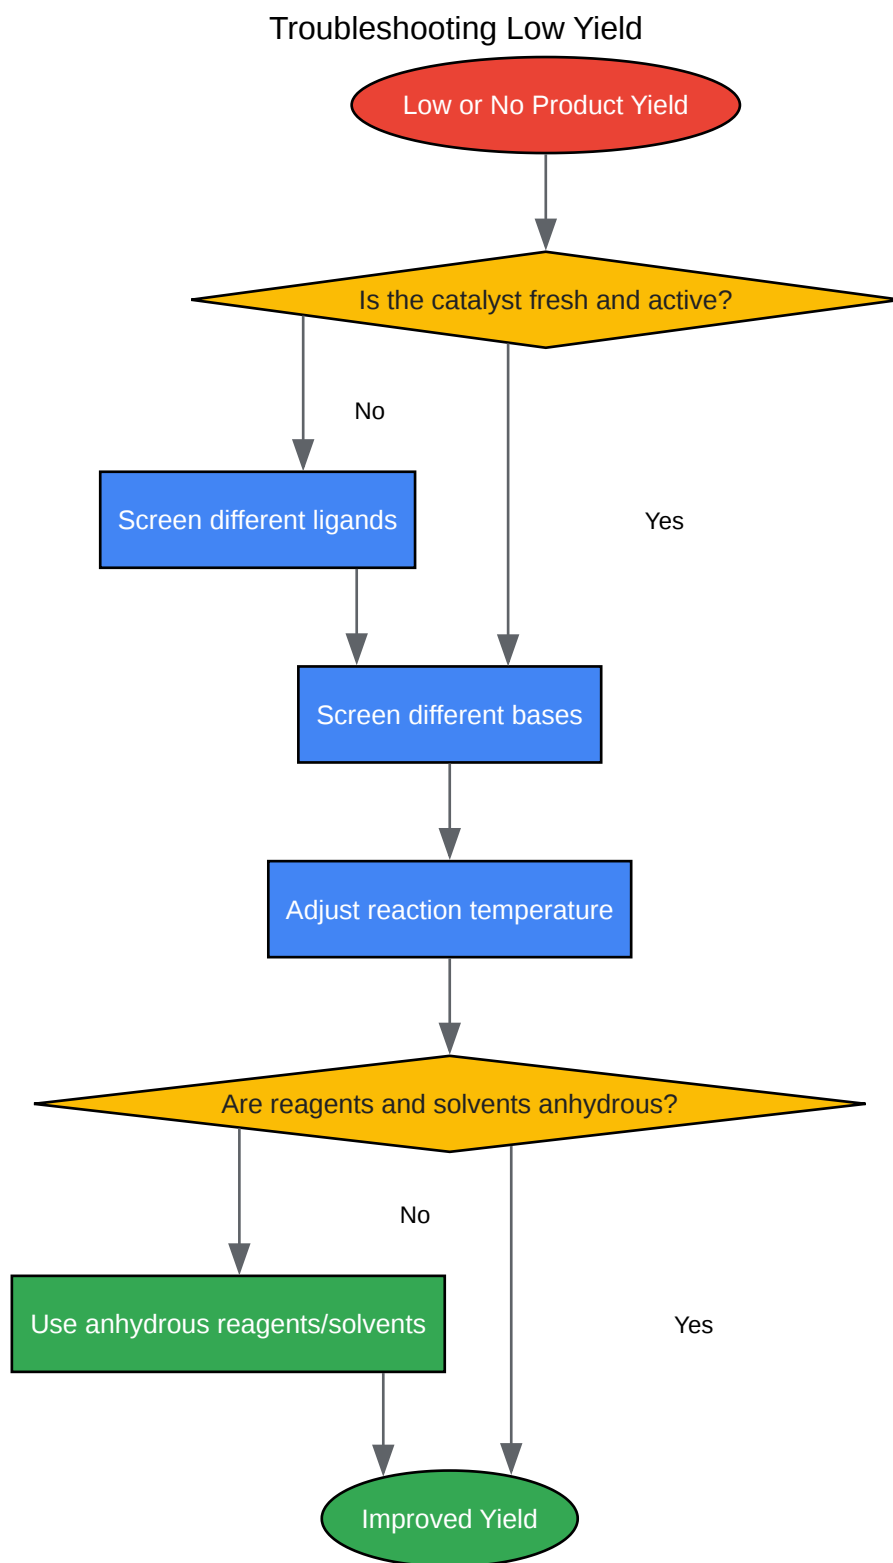 Troubleshooting Low Yield
Low or No Product Yield
Is the catalyst fresh and active?
No
Screen different ligands
Yes
Screen different bases
Adjust reaction temperature
Are reagents and solvents anhydrous?
No
Use anhydrous reagents/solvents
Yes
Improved Yield